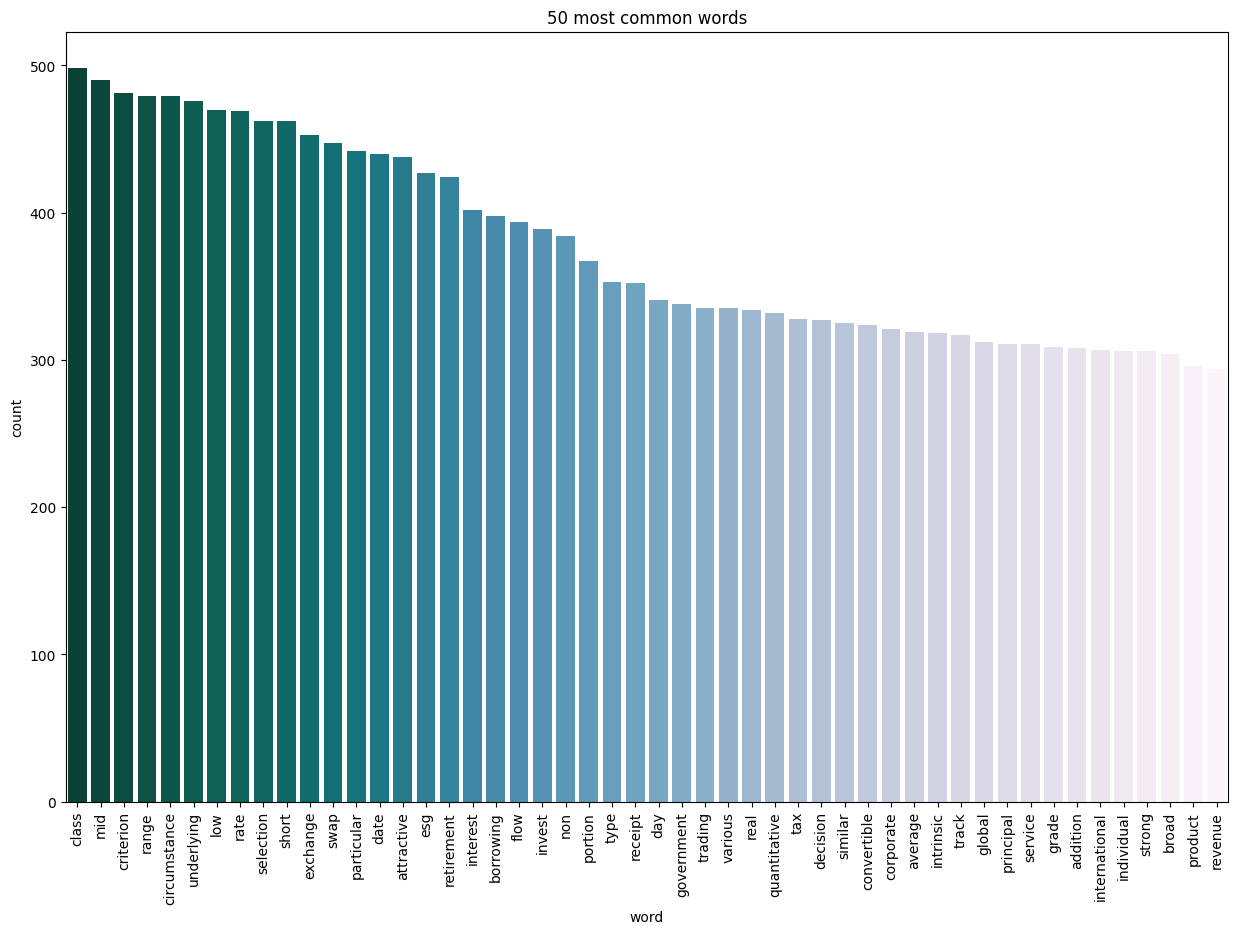 50 most common words
500
400
300
200
100
0
count
class
mid
criterion
range
circumstance
underlying
low
rate
selection
short
exchange
swap
particular
date
attractive
esg
retirement
interest
borrowing
flow
invest
non
portion
type
receipt
day
government
trading
various
real
quantitative
tax
decision
similar
convertible
corporate
average
intrinsic
track
global
principal
service
grade
addition
international
individual
strong
broad
product
revenue
word